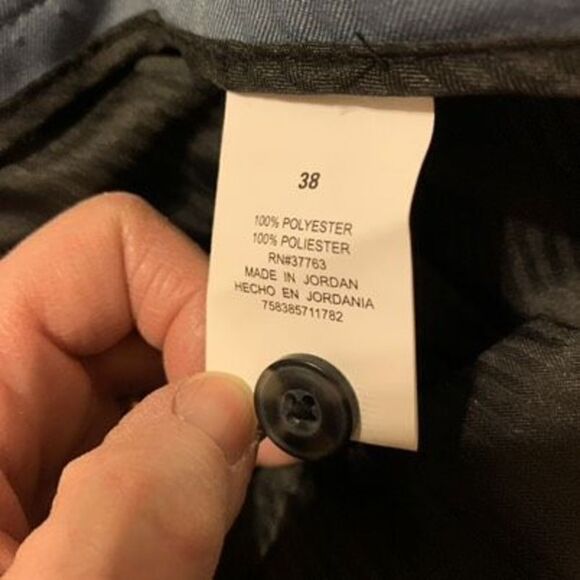 38
100% POLYESTER
100% POLIESTER
RN#37763
MADE IN JORDAN
HECHO EN JORDANIA
758385711782